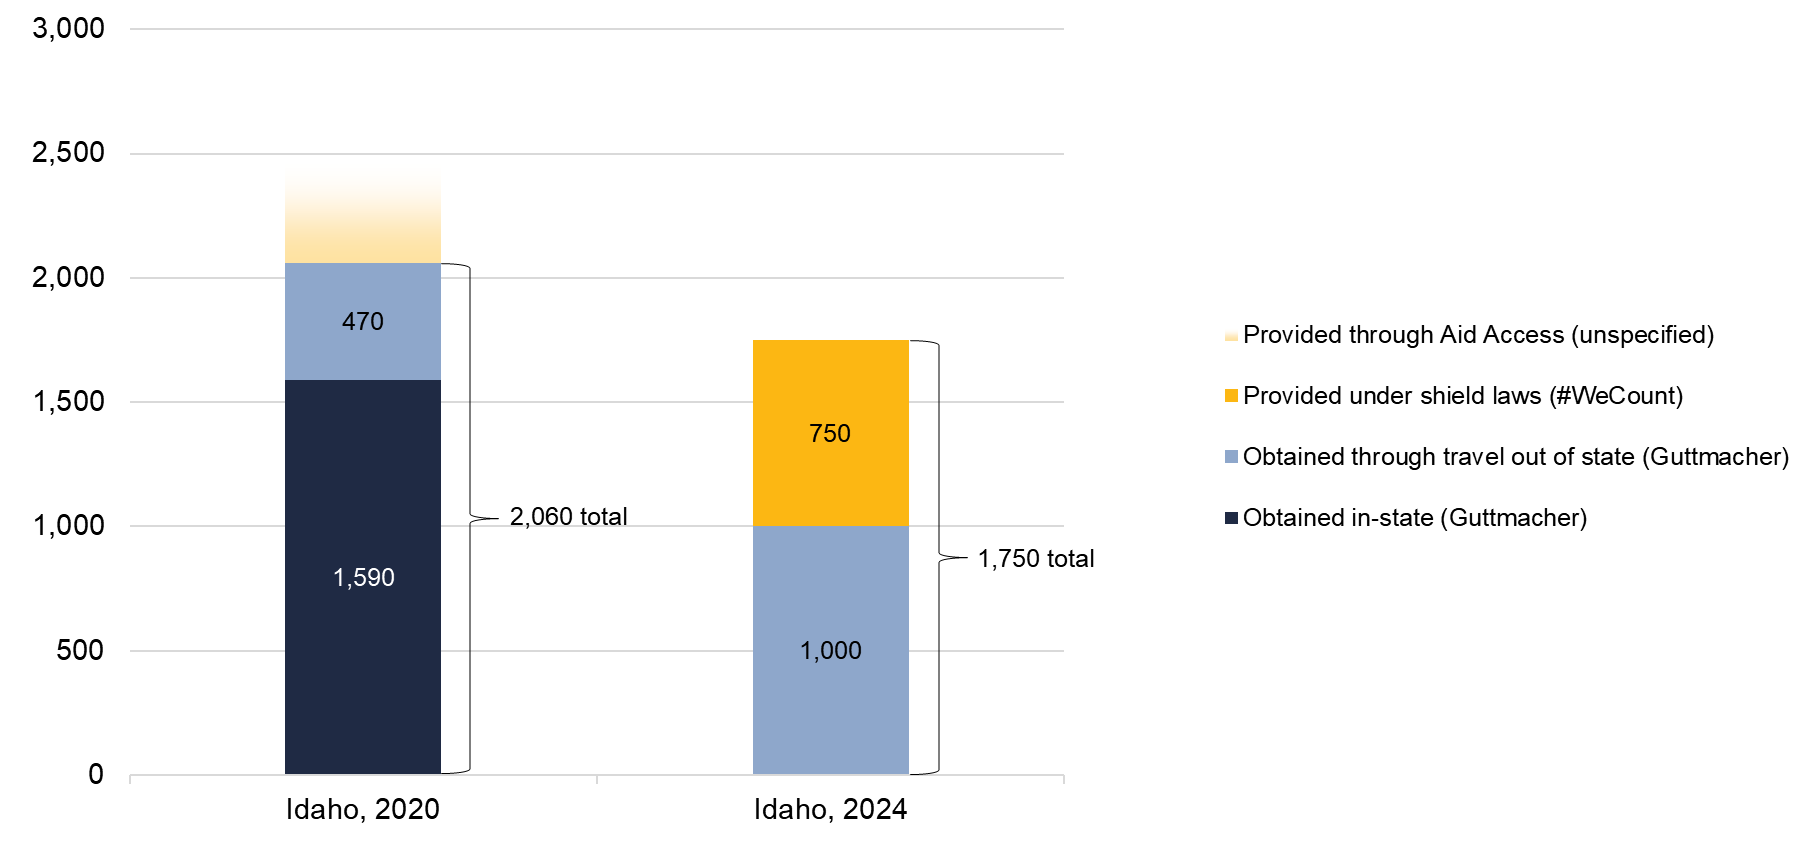 3,000
2,500
2,000
1,500
1,000
500
0
470
1,590
2,060 total
750
1,000
1,750 total
Idaho, 2020
Idaho, 2024
Provided through Aid Access (unspecified)
Provided under shield laws (#WeCount)
Obtained through travel out of state (Guttmacher)
Obtained in-state (Guttmacher)